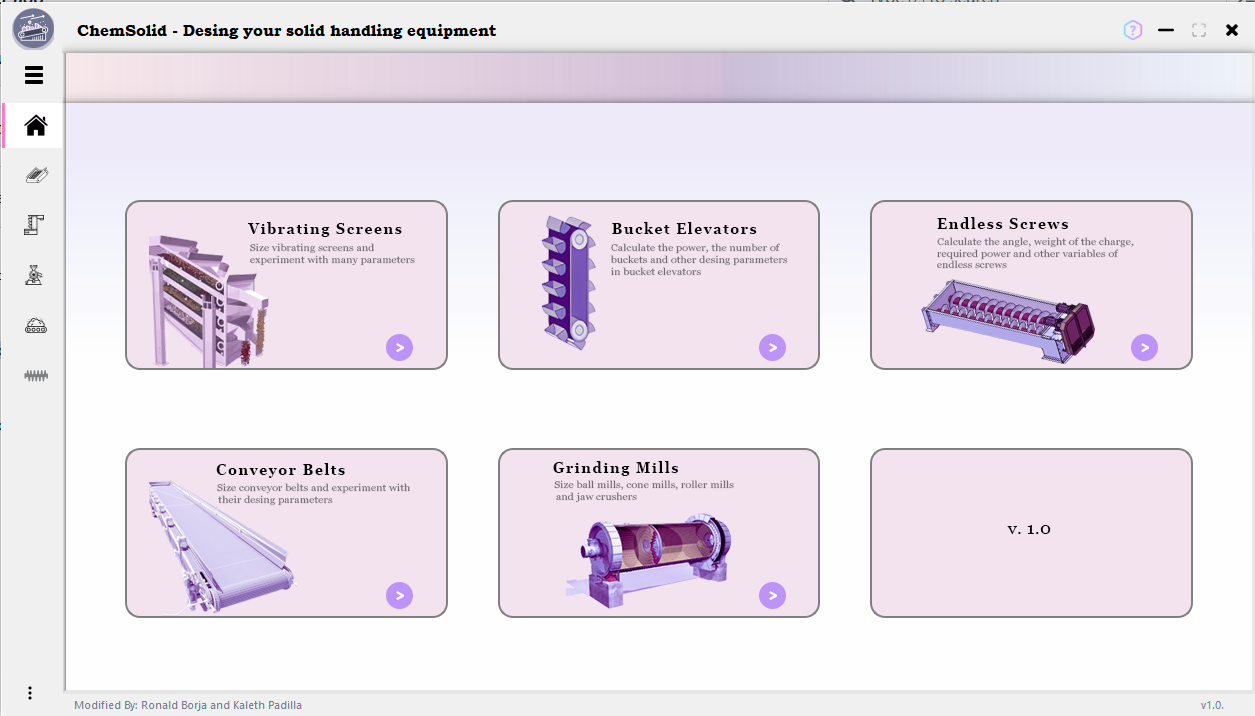 ChemSolid - Desing your solid handling equipment
?
Vibrating Screens
Size vibrating screens and
experiment with many parameters
>
Bucket Elevators
Calculate the power, the number of
buckets and other desing parameters
in bucket elevators
>
Endless Screws
Calculate the angle, weight of the charge,
required power and other variables of
endless screws
>
Conveyor Belts
Size conveyor belts and experiment with
their desing parameters
>
Grinding Mills
Size ball mills, cone mills, roller mills
and jaw crushers
>
v. 1.0
Modified By: Ronald Borja and Kaleth Padilla
v1.0.